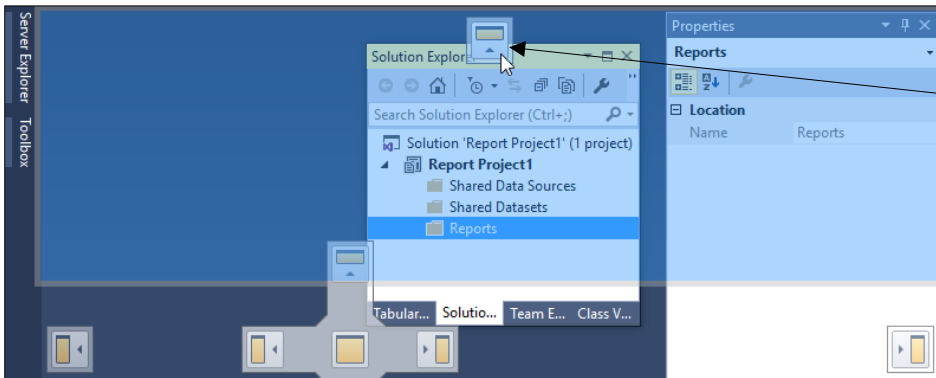 Server Explorer
Toolbox
Solution Explor
Search Solution Explorer (Ctrl+;)
Solution 'Report Project1' (1 project)
Report Project1
Shared Data Sources
Shared Datasets
Reports
Tabular... Solutio... Team E... Class V...
Properties
Reports
Location
Name Reports